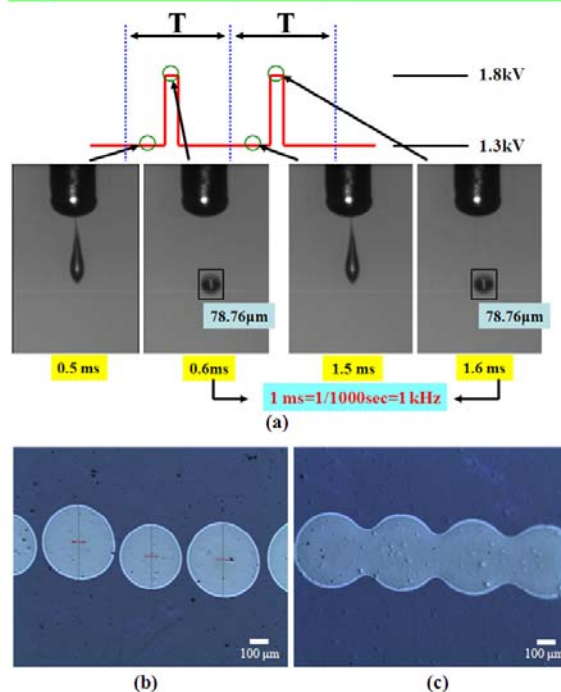 T T
1.8kV
1.3kV
78.76μm 78.76μm
0.5 ms 0.6ms 1.5 ms 1.6 ms
1 ms=1/1000sec=1 kHz
(a)
100 μm 100 μm
(b) (c)